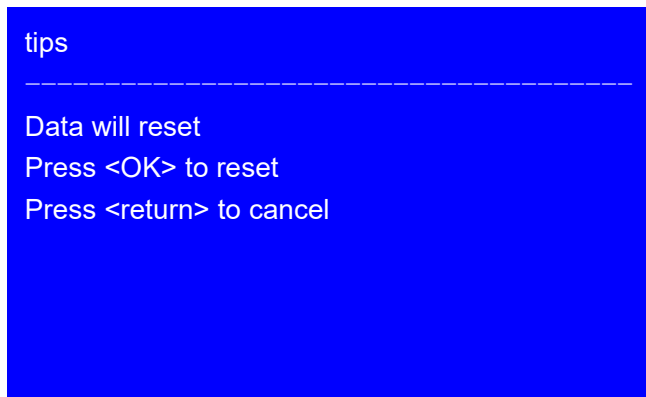 tips
Data will reset
Press <OK> to reset
Press <return> to cancel